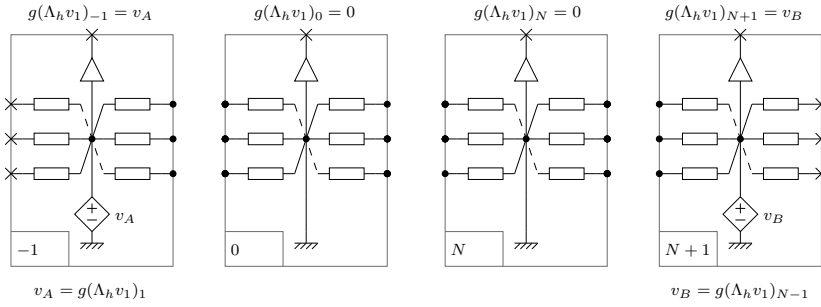 g(Λ_h v_1)_{−1} = v_A
g(Λ_h v_1)_0 = 0
g(Λ_h v_1)_N = 0
g(Λ_h v_1)_{N+1} = v_B
+
−
v_A
+
−
v_B
−1
0
N
N + 1
v_A = g(Λ_h v_1)_1
v_B = g(Λ_h v_1)_{N−1}